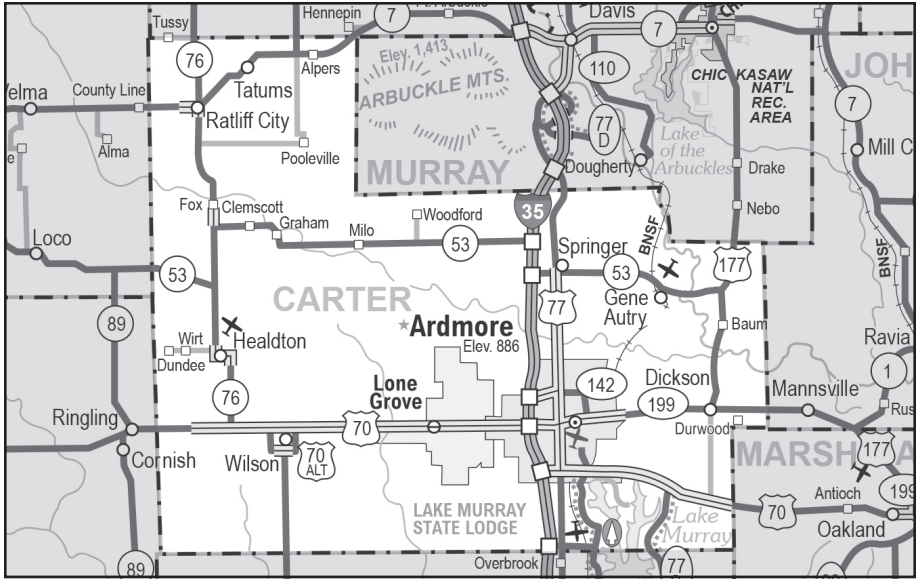 Tussy
Hennepin
7
Davis
7
76
Elev. 1,413
ARBUCKLE MTS.
110
CHICKASAW
NAT'L
REC.
AREA
JOH
Alpers
Tatums
County Line
Velma
Ratliff City
77
D
7
Alma
Pooleville
Lake
of the
Arbuckles
Mill C
MURRAY
Dougherty
Drake
Fox
Clemscott
Woodford
35
Nebo
Graham
Milo
53
BNSF
Loco
Springer
53
177
BNSF
53
Gene
Autry
CARTER
77
89
Ardmore
Elev. 886
Baum
Wirt
Healdton
Ravia
Dundee
1
Lone
Grove
142
Dickson
Mannsville
76
199
Rus
Ringling
70
Durwood
Cornish
Wilson
70
ALT
MARSHA
177
199
Antioch
LAKE MURRAY
STATE LODGE
Lake
Murray
70
Oakland
89
Overbrook
77